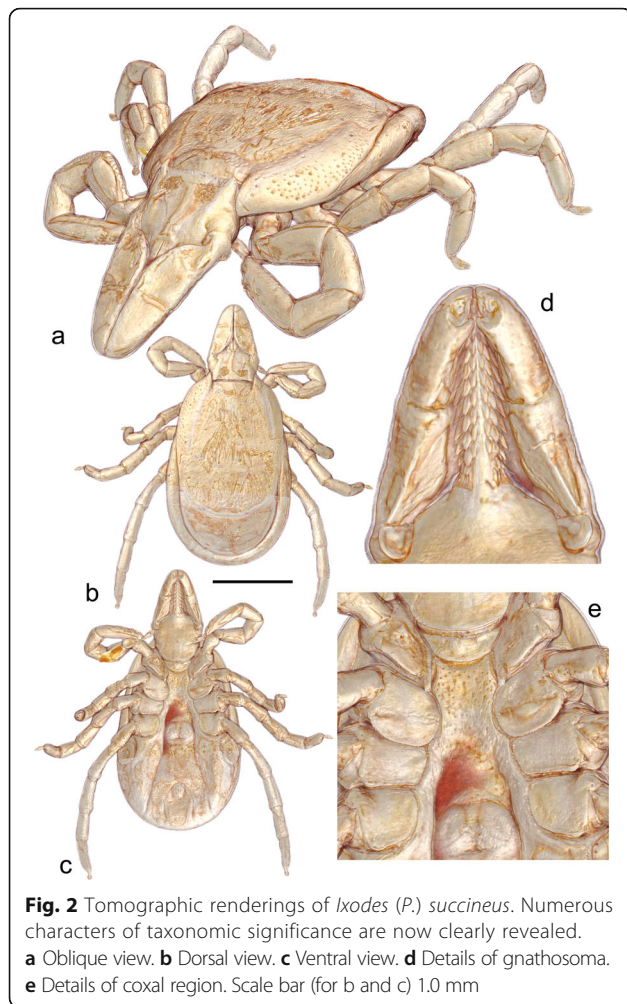 a
d
b
e
c
Fig. 2 Tomographic renderings of Ixodes (P.) succineus. Numerous
characters of taxonomic significance are now clearly revealed.
a Oblique view. b Dorsal view. c Ventral view. d Details of gnathosoma.
e Details of coxal region. Scale bar (for b and c) 1.0 mm